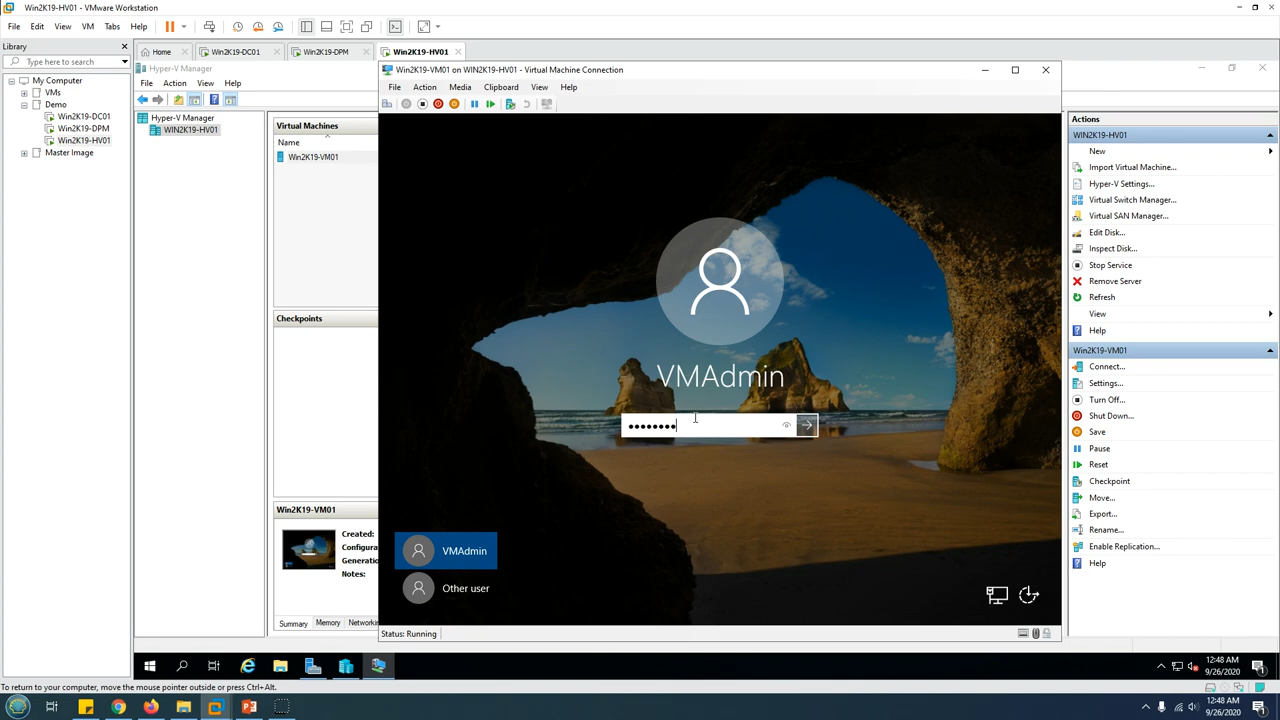 Win2K19-HV01 - VMware Workstation
File Edit View VM Tabs Help
Library
Type here to search
My Computer
VMs
Demo
Win2K19-DC01
Win2K19-DPM
Win2K19-HV01
Master Image
Home Win2K19-DC01 Win2K19-DPM Win2K19-HV01
Hyper-V Manager
File Action View Help
Hyper-V Manager
WIN2K19-HV01
Virtual Machines
Name
Win2K19-VM01
Checkpoints
Win2K19-VM01
Created:
Configura
Generatio
Notes:
Summary Memory Networkin
Win2K19-VM01 on WIN2K19-HV01 - Virtual Machine Connection
File Action Media Clipboard View Help
VMAdmin
VMAdmin
Other user
Status: Running
Actions
WIN2K19-HV01
New
Import Virtual Machine...
Hyper-V Settings...
Virtual Switch Manager...
Virtual SAN Manager...
Edit Disk...
Inspect Disk...
Stop Service
Remove Server
Refresh
View
Help
Win2K19-VM01
Connect...
Settings...
Turn Off...
Shut Down...
Save
Pause
Reset
Checkpoint
Move...
Export...
Rename...
Enable Replication...
Help
12:48 AM
9/26/2020
To return to your computer, move the mouse pointer outside or press Ctrl+Alt.
12:48 AM
9/26/2020